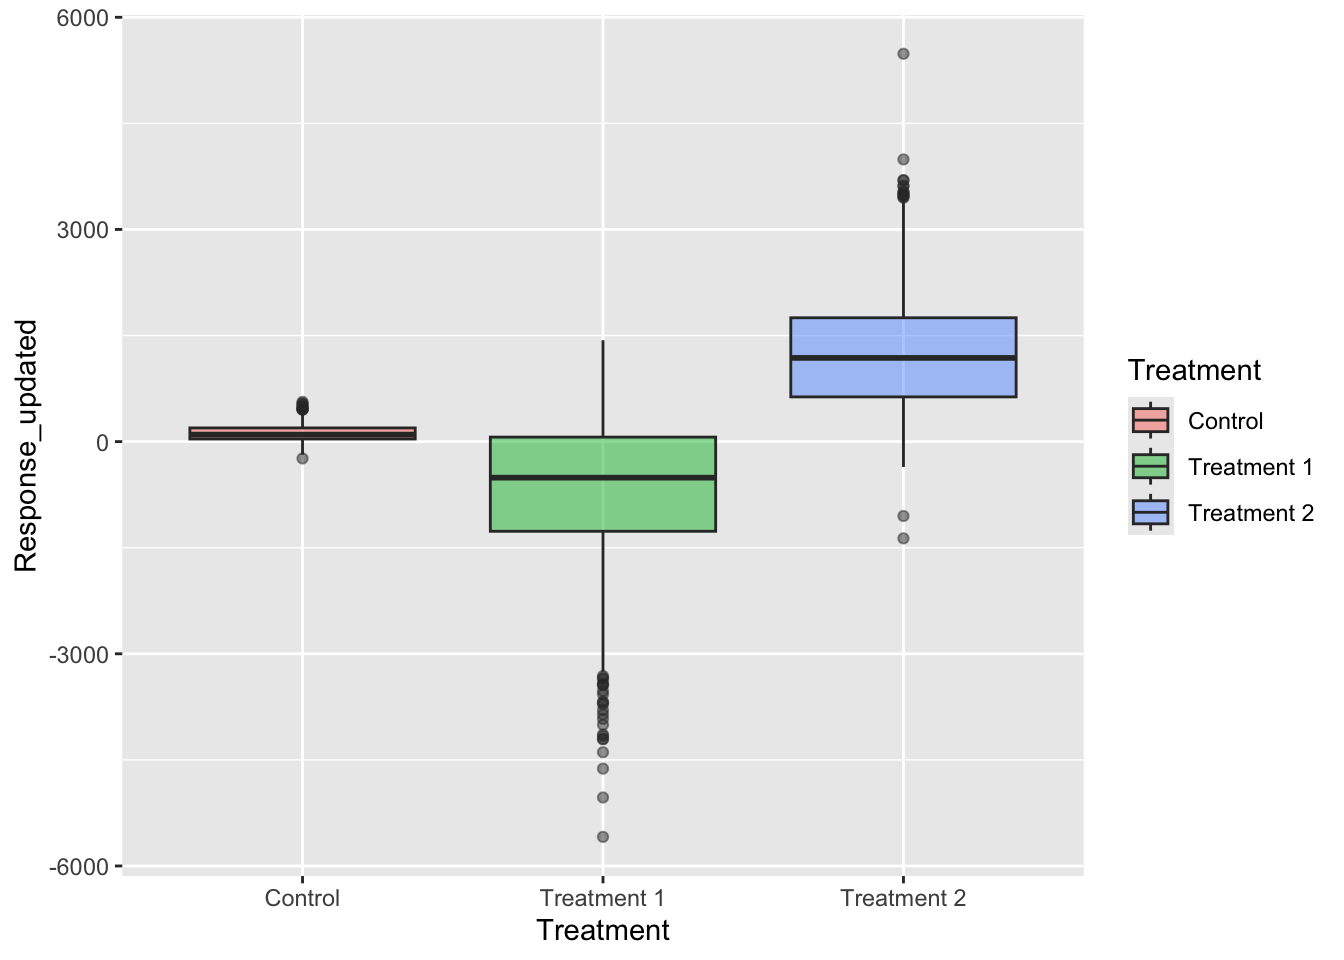 6000
3000
0
-3000
-6000
Response_updated
Control
Treatment 1
Treatment 2
Treatment
Treatment
Control
Treatment 1
Treatment 2